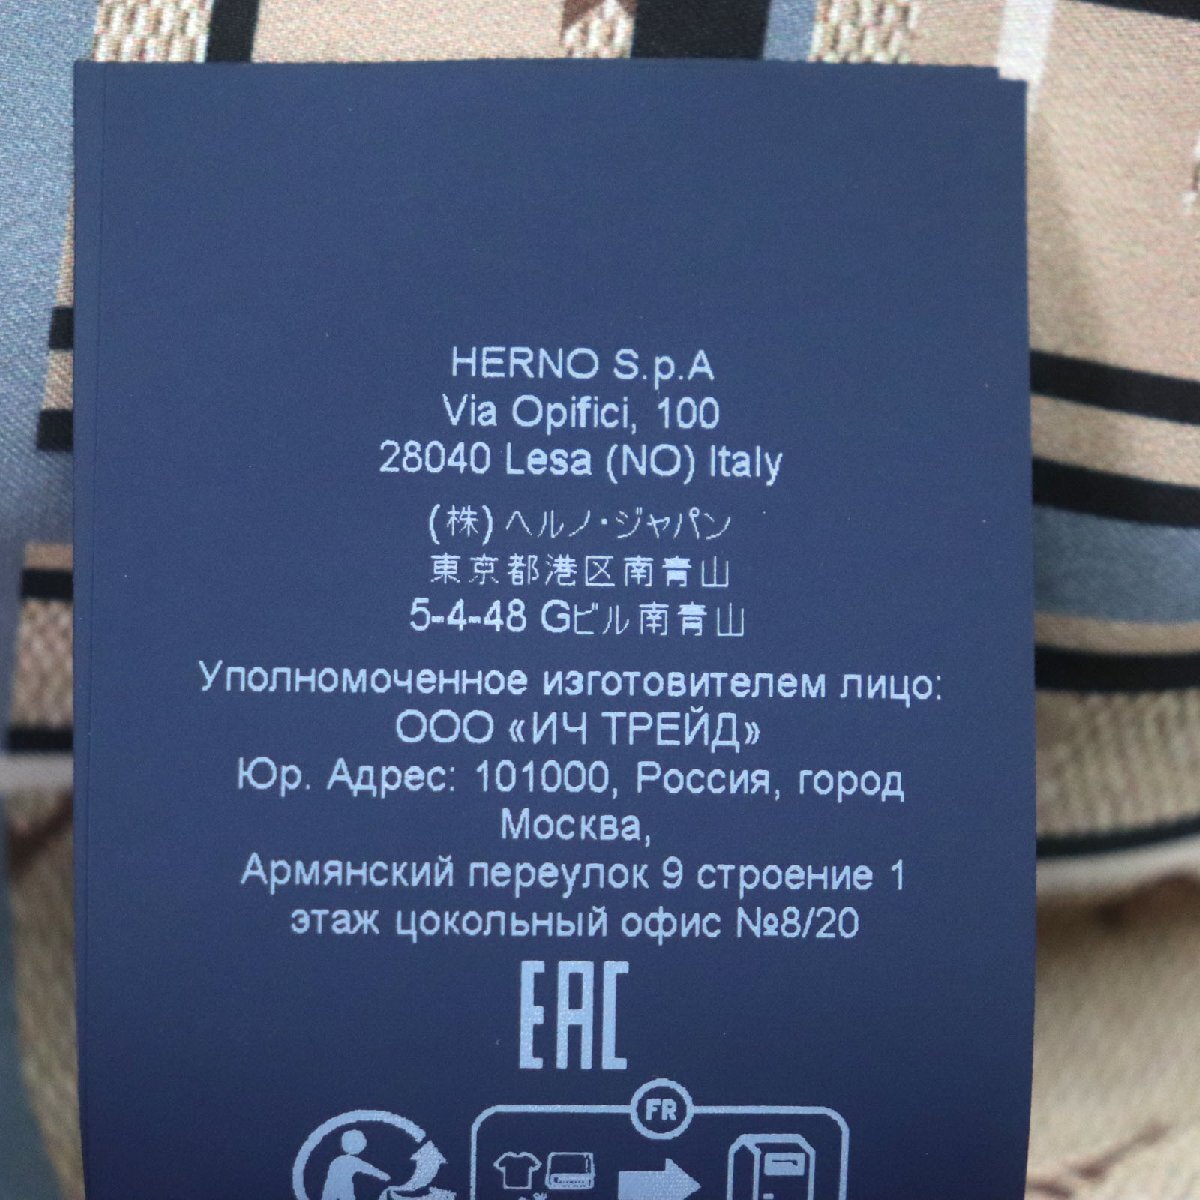 HERNO S.p.A
Via Opifici, 100
28040 Lesa (NO) Italy
(株)ヘルノ・ジャパン
東京都港区南青山
5-4-48 Gビル南青山
Уполномоченное изготовителем лицо:
ООО «ИЧ ТРЕЙД»
Юр. Адрес: 101000, Россия, город
Москва,
Армянский переулок 9 строение 1
этаж цокольный офис №8/20
EAC
FR